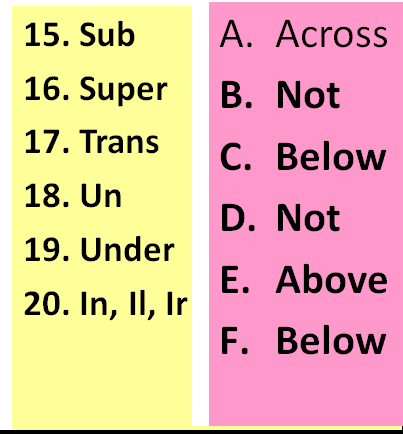 15. Sub
16. Super
17. Trans
18. Un
19. Under
20. In, Il, Ir
A. Across
B. Not
C. Below
D. Not
E. Above
F. Below